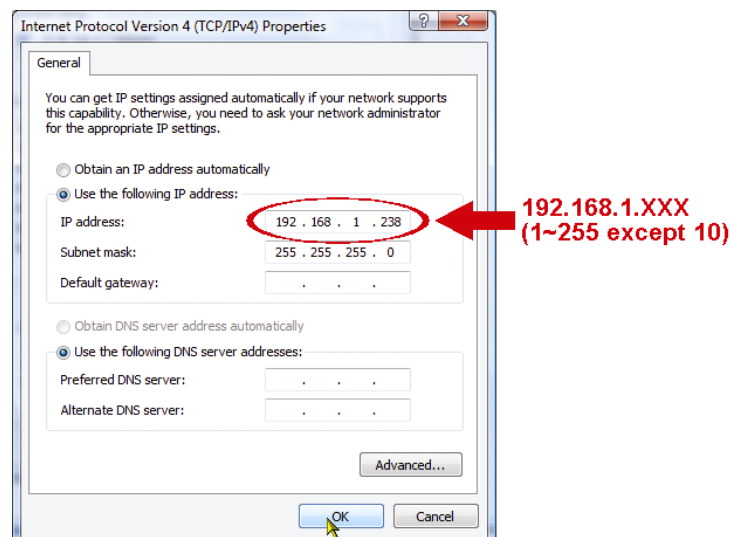 Internet Protocol Version 4 (TCP/IPv4) Properties
General
You can get IP settings assigned automatically if your network supports
this capability. Otherwise, you need to ask your network administrator
for the appropriate IP settings.
Obtain an IP address automatically
Use the following IP address:
IP address: 192 . 168 . 1 . 238
192.168.1.XXX
(1~255 except 10)
Subnet mask: 255 . 255 . 255 . 0
Default gateway: . . .
Obtain DNS server address automatically
Use the following DNS server addresses:
Preferred DNS server: . . .
Alternate DNS server: . . .
Advanced...
OK Cancel